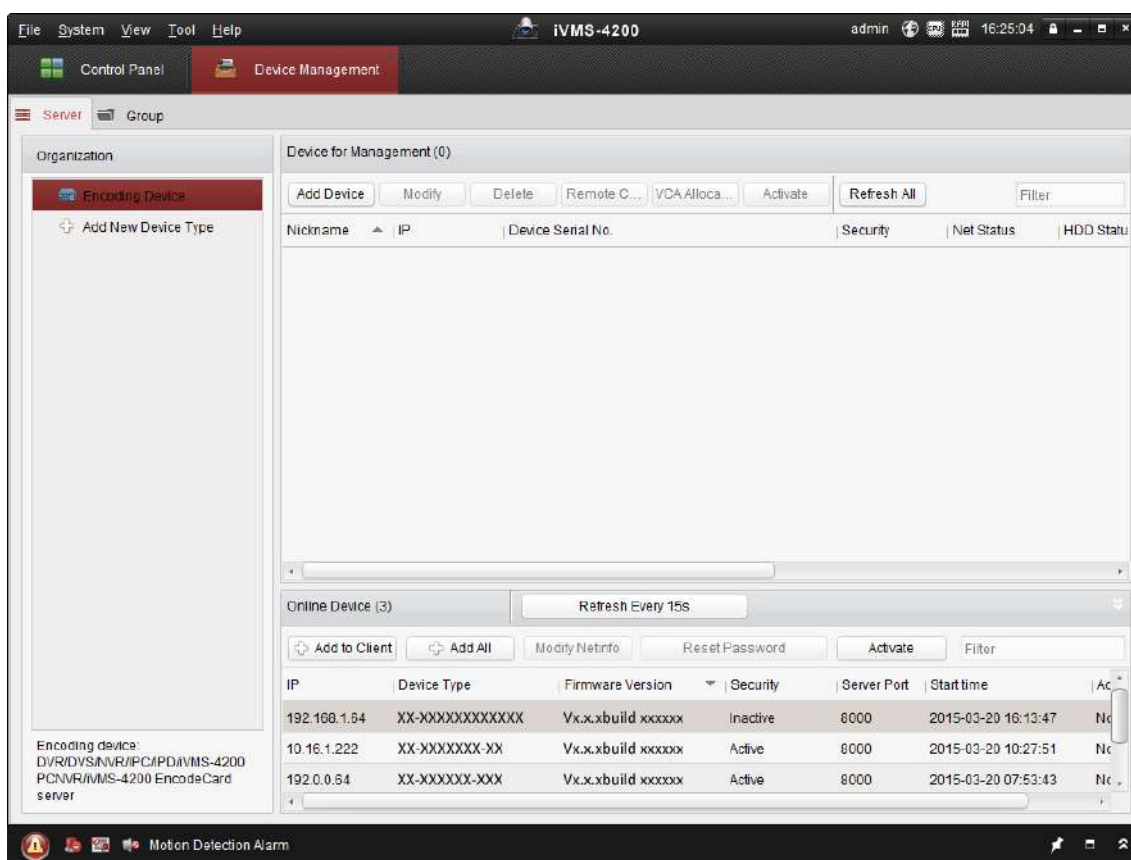 File System View Tool Help iVMS-4200 admin 16:25:04
Control Panel Device Management
Server Group
Organization
Encoding Device
Add New Device Type
Encoding device:
DVR/DVS/NVR/IPC/IPD/iVMS-4200
PCNVR/iVMS-4200 EncodeCard
server
Device for Management (0)
Add Device Modify Delete Remote C... VCA Alloca... Activate Refresh All Filter
Nickname IP Device Serial No. Security Net Status HDD Statu
Online Device (3) Refresh Every 15s
Add to Client Add All Modify Netinfo Reset Password Activate Filter
IP Device Type Firmware Version Security Server Port Start time Ac
192.168.1.64 XX-XXXXXXXXXXXX Vx.x.xbuild xxxxxx Inactive 8000 2015-03-20 16:13:47 No
10.16.1.222 XX-XXXXXXX-XX Vx.x.xbuild xxxxxx Active 8000 2015-03-20 10:27:51 No
192.0.0.64 XX-XXXXXX-XXX Vx.x.xbuild xxxxxx Active 8000 2015-03-20 07:53:43 No
Motion Detection Alarm